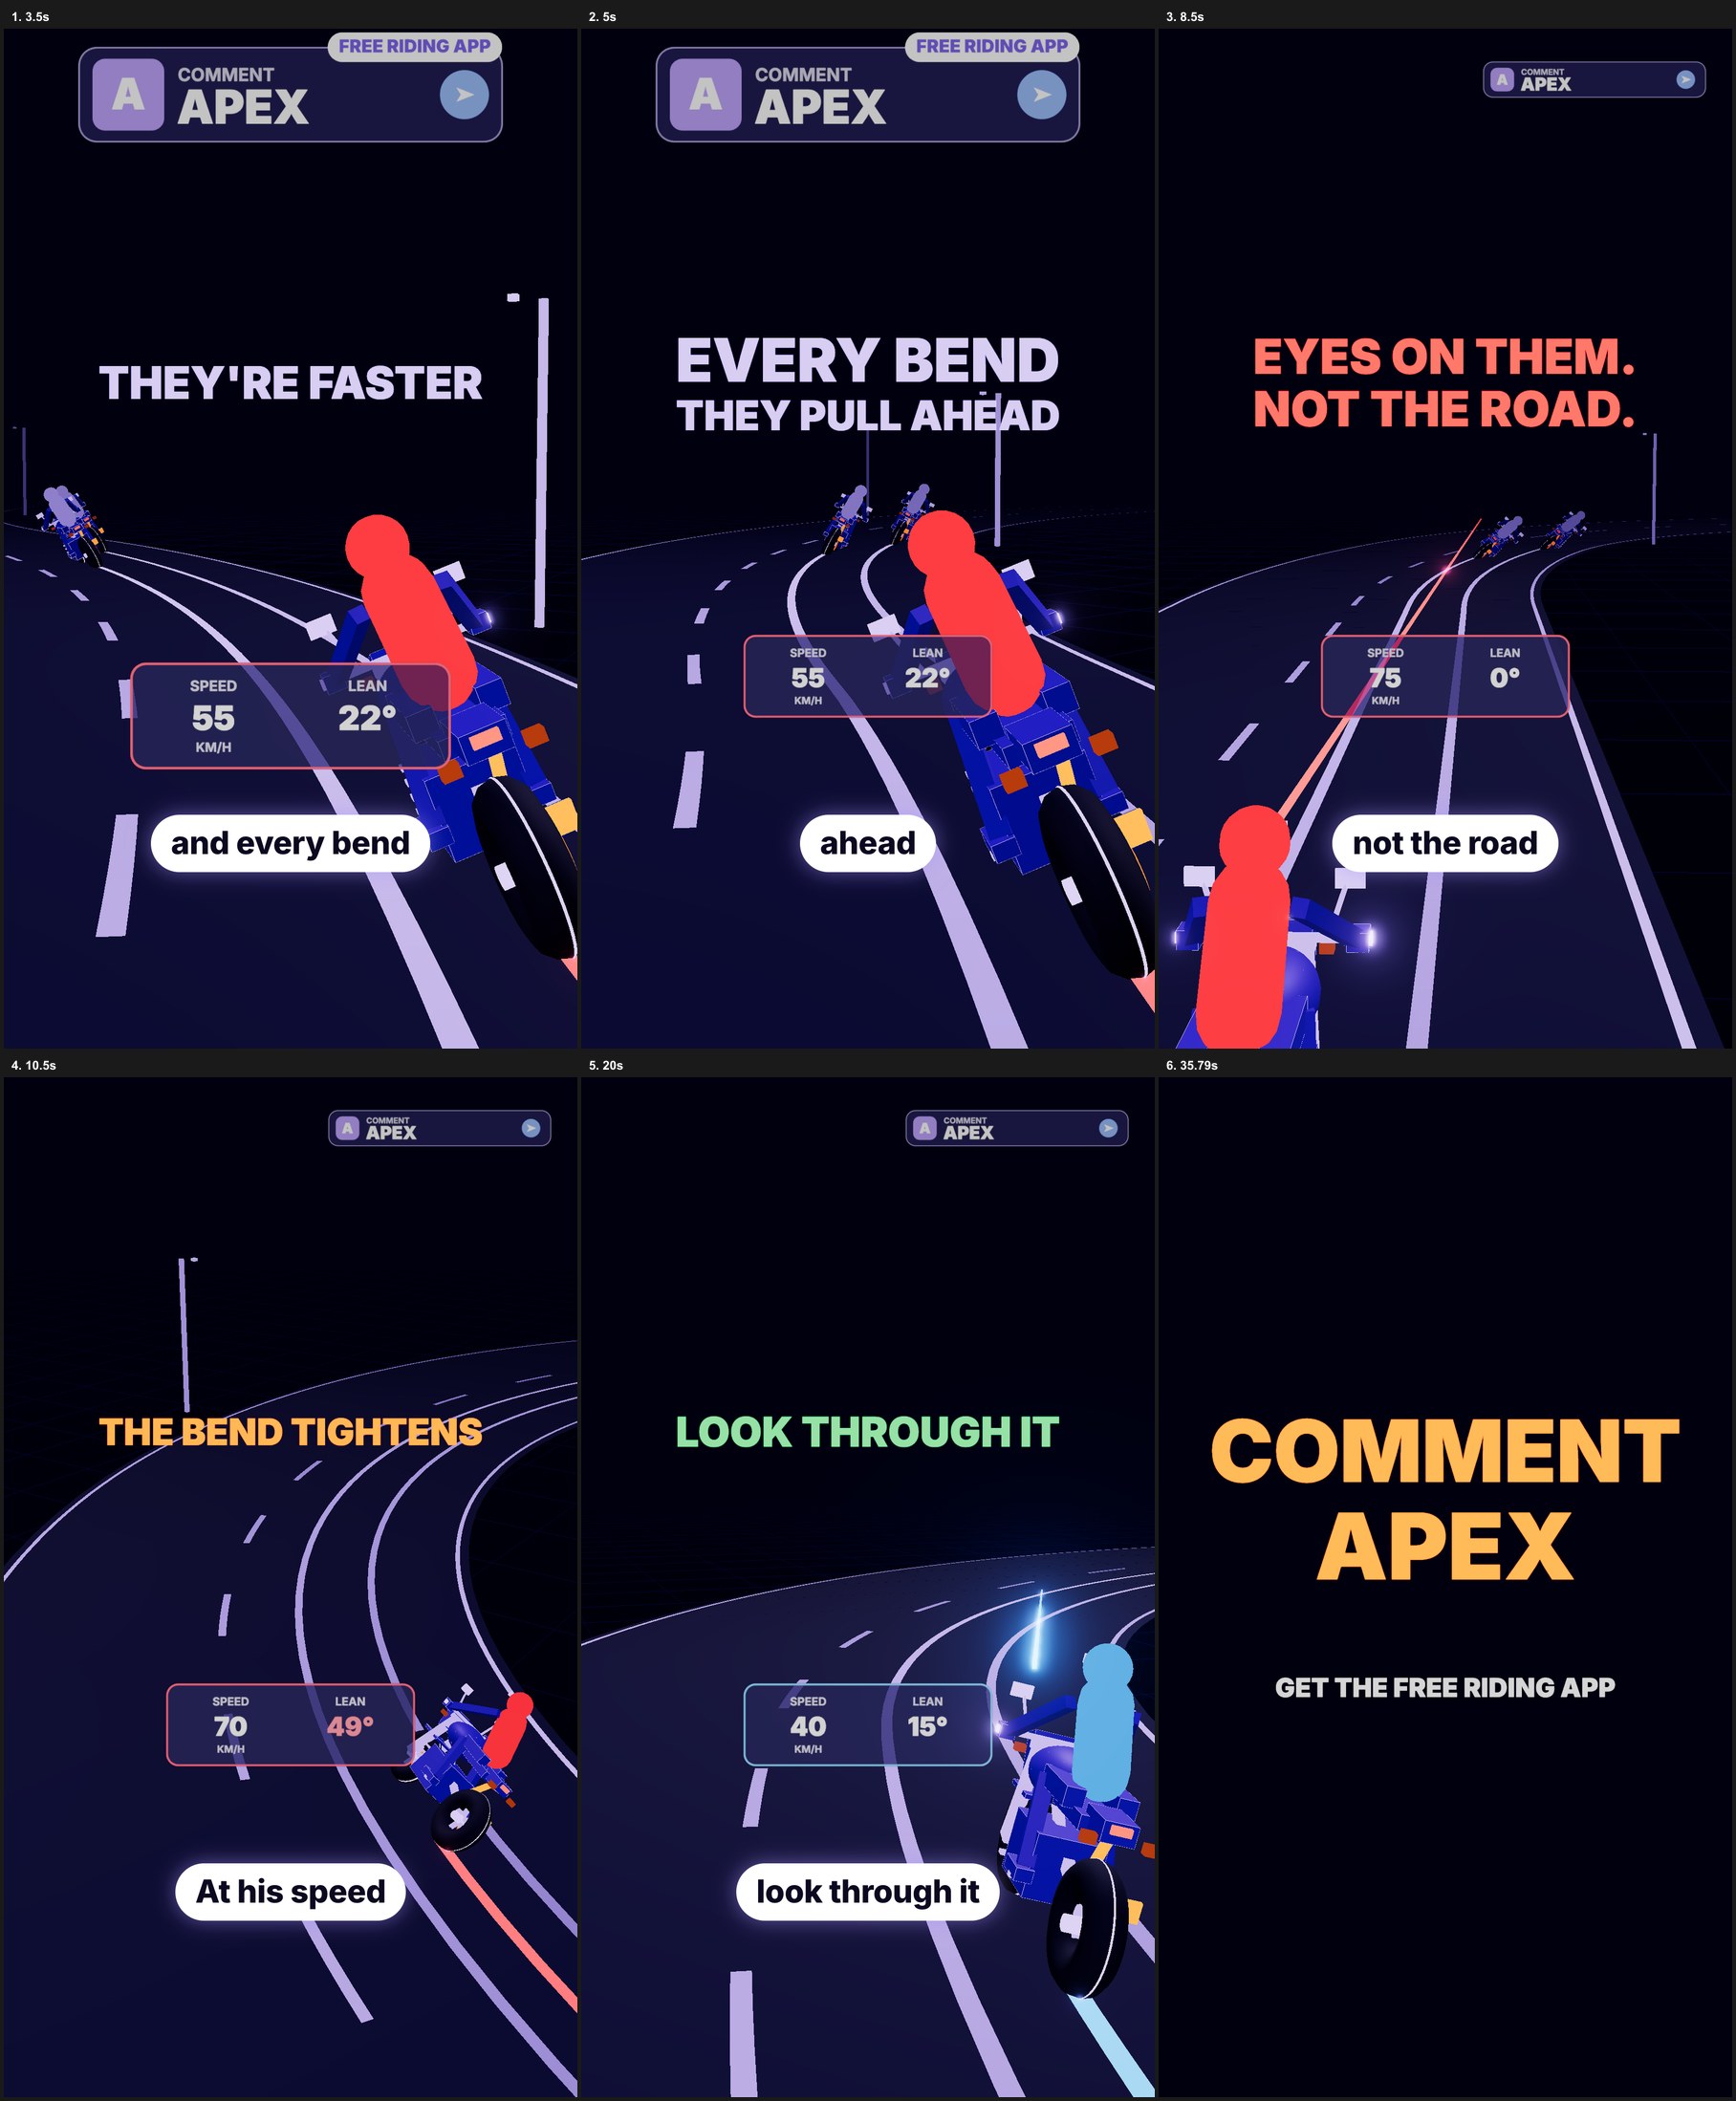 1. 3.5s
FREE RIDING APP
A
COMMENT
APEX
THEY'RE FASTER
SPEED
LEAN
55
22°
KM/H
and every bend
2. 5s
FREE RIDING APP
A
COMMENT
APEX
EVERY BEND
THEY PULL AHEAD
SPEED
LEAN
55
22°
KM/H
ahead
3. 8.5s
A
COMMENT
APEX
EYES ON THEM.
NOT THE ROAD.
SPEED
LEAN
75
0°
KM/H
not the road
4. 10.5s
A
COMMENT
APEX
THE BEND TIGHTENS
SPEED
LEAN
70
49°
KM/H
At his speed
5. 20s
A
COMMENT
APEX
LOOK THROUGH IT
SPEED
LEAN
40
15°
KM/H
look through it
6. 35.79s
COMMENT
APEX
GET THE FREE RIDING APP